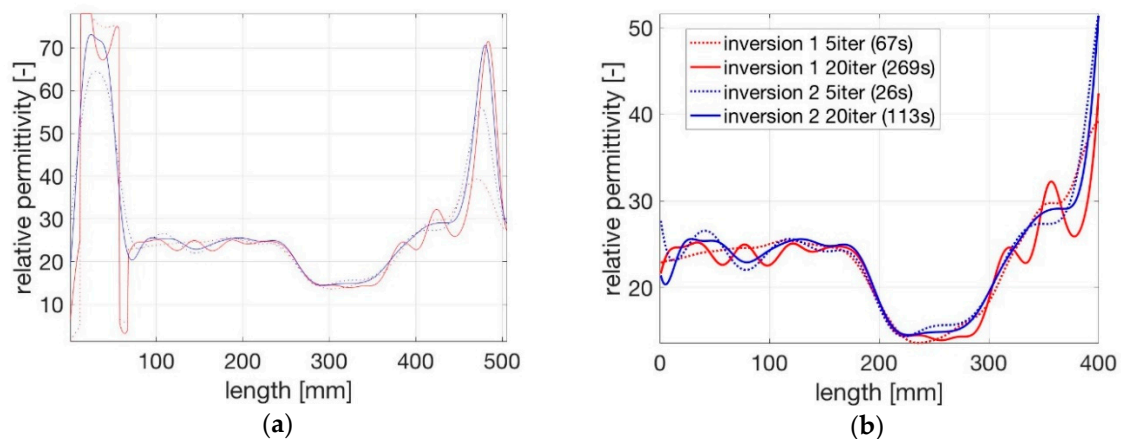 relative permittivity [-]
70
60
50
40
30
20
10
100
200
300
400
500
length [mm]
(a)
relative permittivity [-]
50
40
30
20
0
100
200
300
400
length [mm]
inversion 1 5iter (67s)
inversion 1 20iter (269s)
inversion 2 5iter (26s)
inversion 2 20iter (113s)
(b)